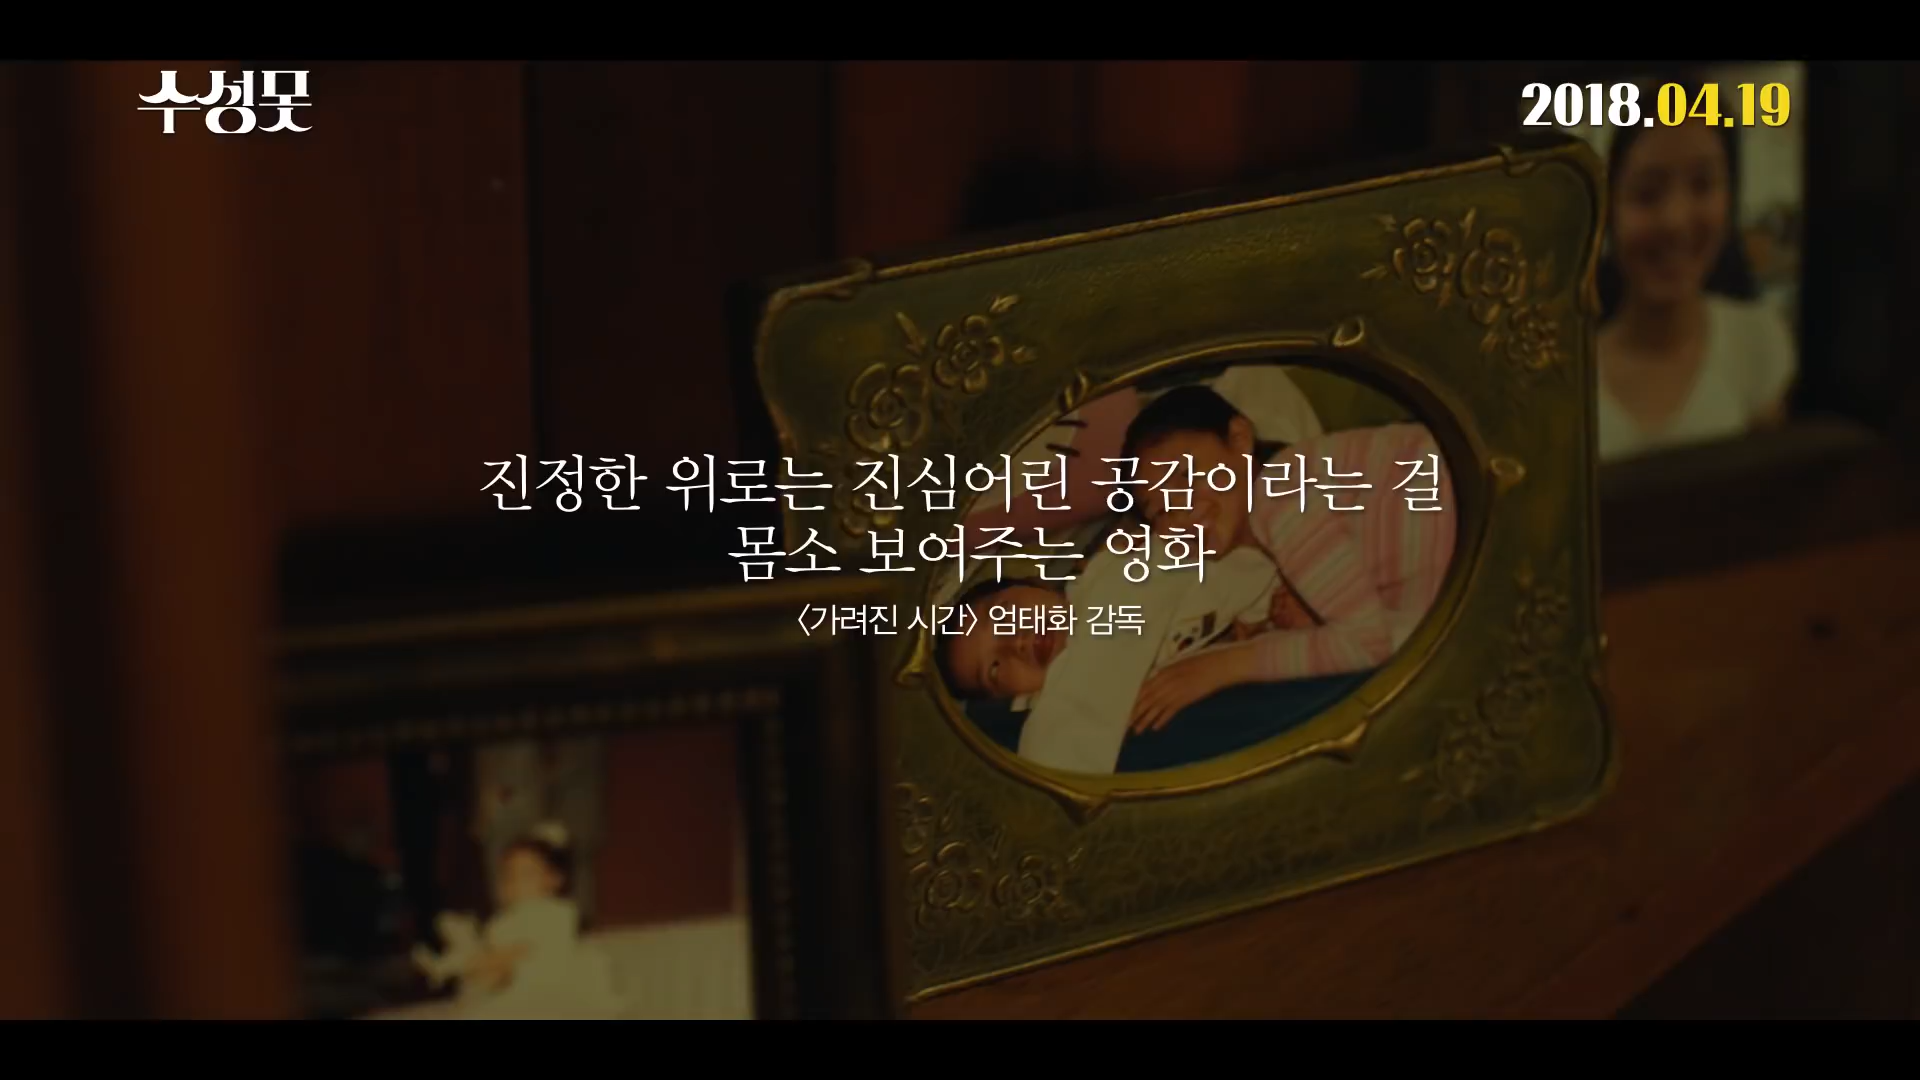 수성못
2018.04.19
진정한 위로는 진심어린 공감이라는 걸
몸소 보여주는 영화
<가려진 시간> 엄태화 감독